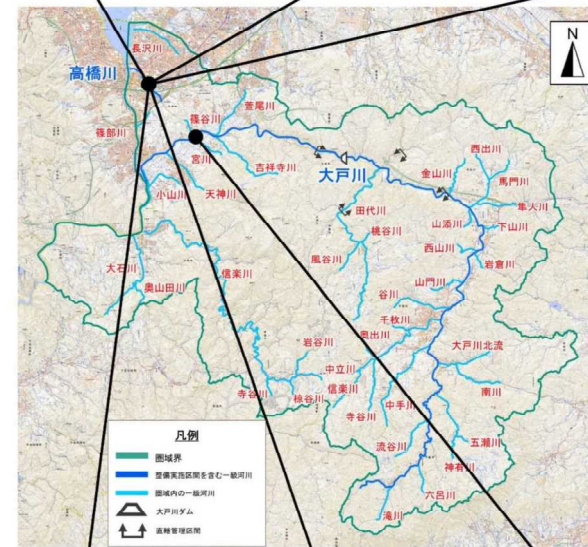 長沢川
高橋川
N
篠部川
篠谷川
萱尾川
宮川
吉祥寺川
天神川
小山川
大戸川
金山川
西出川
馬門川
隼人川
田代川
山添川
下山川
桃谷川
西山川
岩倉川
風谷川
大石川
奥山田川
信楽川
山門川
谷川
千枚川
奥出川
大戸川北流
岩谷川
中立川
信楽川
南川
寺谷川
椋谷川
寺谷川
中手川
五瀬川
流谷川
神有川
六呂川
滝川
凡例
圏域界
整備実施区間を含む一級河川
圏域内の一級河川
大戸川ダム
直轄管理区間